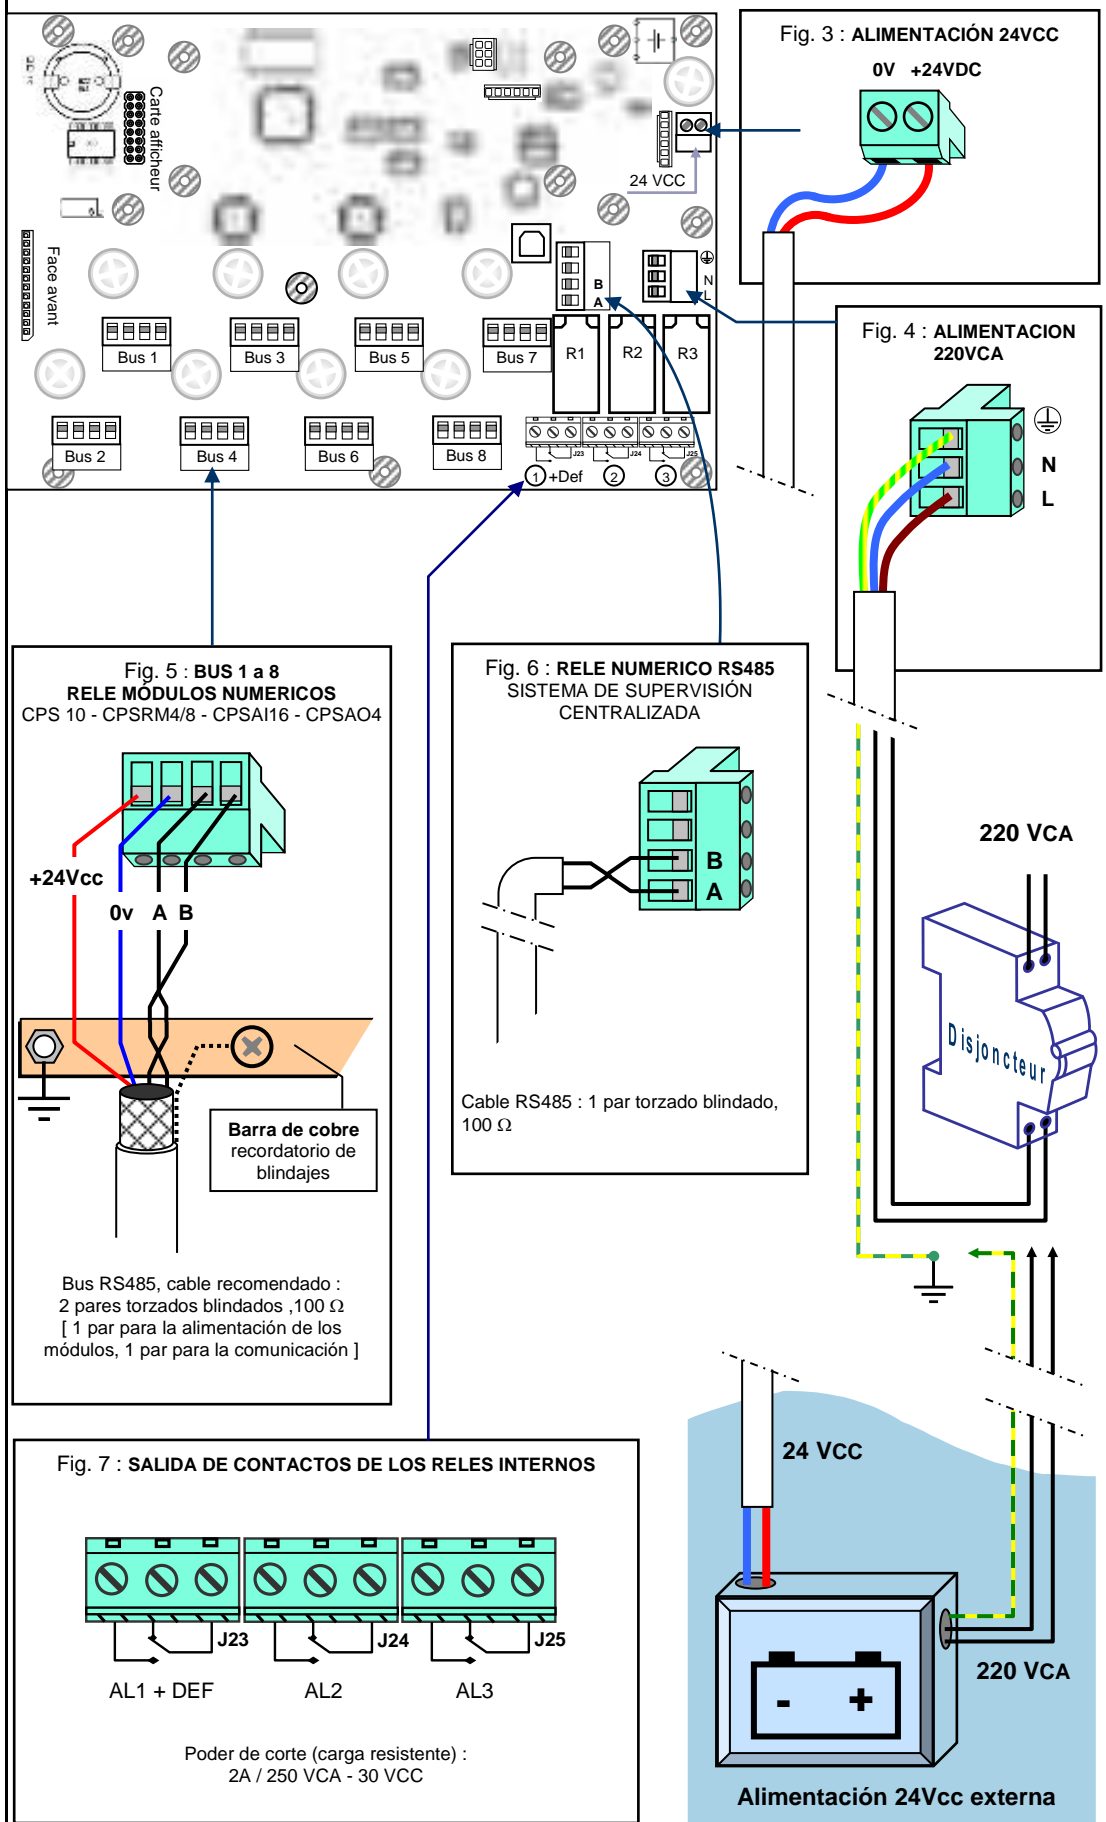 Carte afficheur
24 VCC
Face avant
B
A
N
L
Bus 1
Bus 3
Bus 5
Bus 7
R1
R2
R3
Bus 2
Bus 4
Bus 6
Bus 8
J23
J24
J25
1 +Def
2
3
Fig. 3 : ALIMENTACIÓN 24VCC
0V +24VDC
Fig. 4 : ALIMENTACION
220VCA
N
L
Fig. 5 : BUS 1 a 8
RELE MÓDULOS NUMERICOS
CPS 10 - CPSRM4/8 - CPSAI16 - CPSAO4
+24Vcc
0v A B
Barra de cobre
recordatorio de
blindajes
Bus RS485, cable recomendado :
2 pares torzados blindados ,100 Ω
[ 1 par para la alimentación de los
módulos, 1 par para la comunicación ]
Fig. 6 : RELE NUMERICO RS485
SISTEMA DE SUPERVISIÓN
CENTRALIZADA
B
A
Cable RS485 : 1 par torzado blindado,
100 Ω
220 VCA
Disjoncteur
Fig. 7 : SALIDA DE CONTACTOS DE LOS RELES INTERNOS
J23
J24
J25
AL1 + DEF
AL2
AL3
Poder de corte (carga resistente) :
2A / 250 VCA - 30 VCC
24 VCC
- +
220 VCA
Alimentación 24Vcc externa